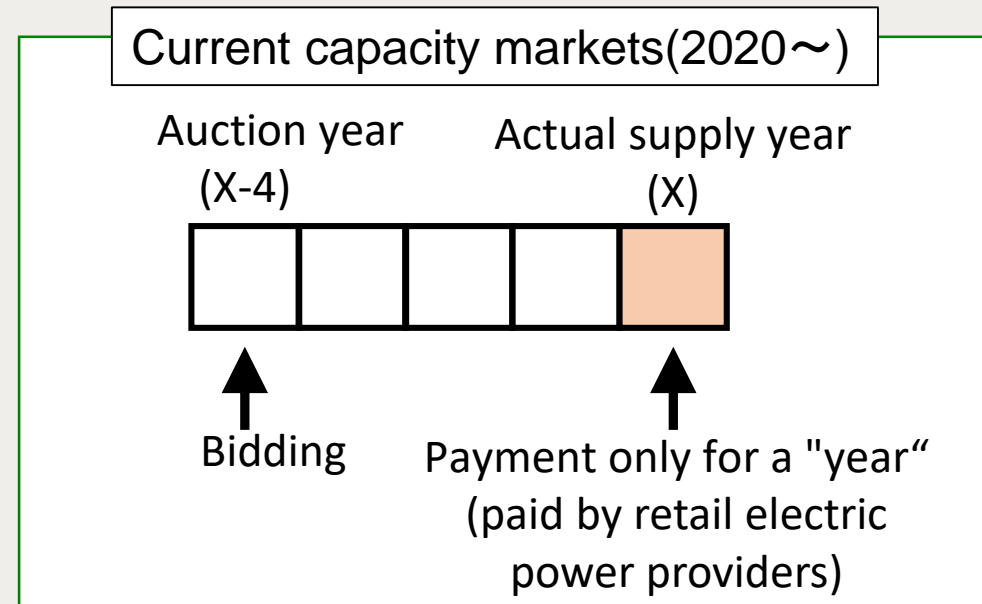 Current capacity markets(2020～)
Auction year
(X-4)
Actual supply year
(X)
Bidding
Payment only for a "year“
(paid by retail electric
power providers)